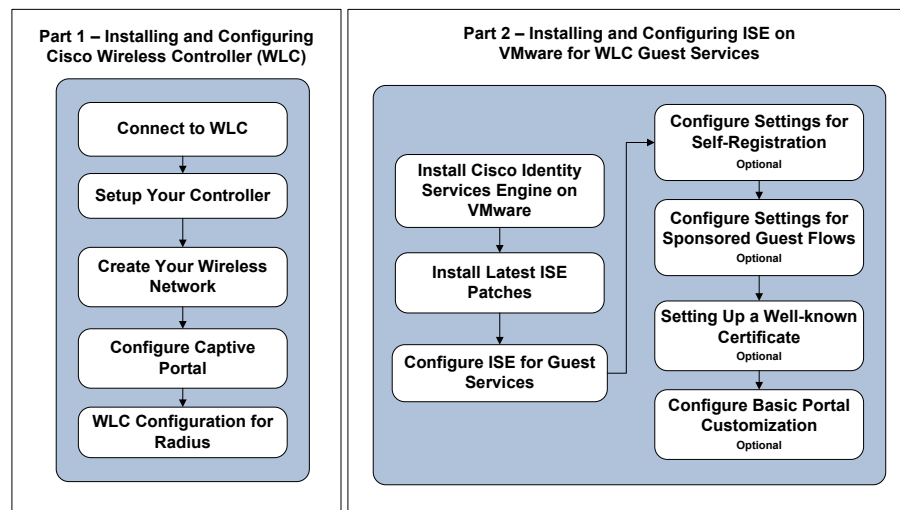 Part 1 – Installing and Configuring
Cisco Wireless Controller (WLC)
Connect to WLC
Setup Your Controller
Create Your Wireless
Network
Configure Captive
Portal
WLC Configuration for
Radius
Part 2 – Installing and Configuring ISE on
VMware for WLC Guest Services
Install Cisco Identity
Services Engine on
VMware
Install Latest ISE
Patches
Configure ISE for Guest
Services
Configure Settings for
Self-Registration
Optional
Configure Settings for
Sponsored Guest Flows
Optional
Setting Up a Well-known
Certificate
Optional
Configure Basic Portal
Customization
Optional